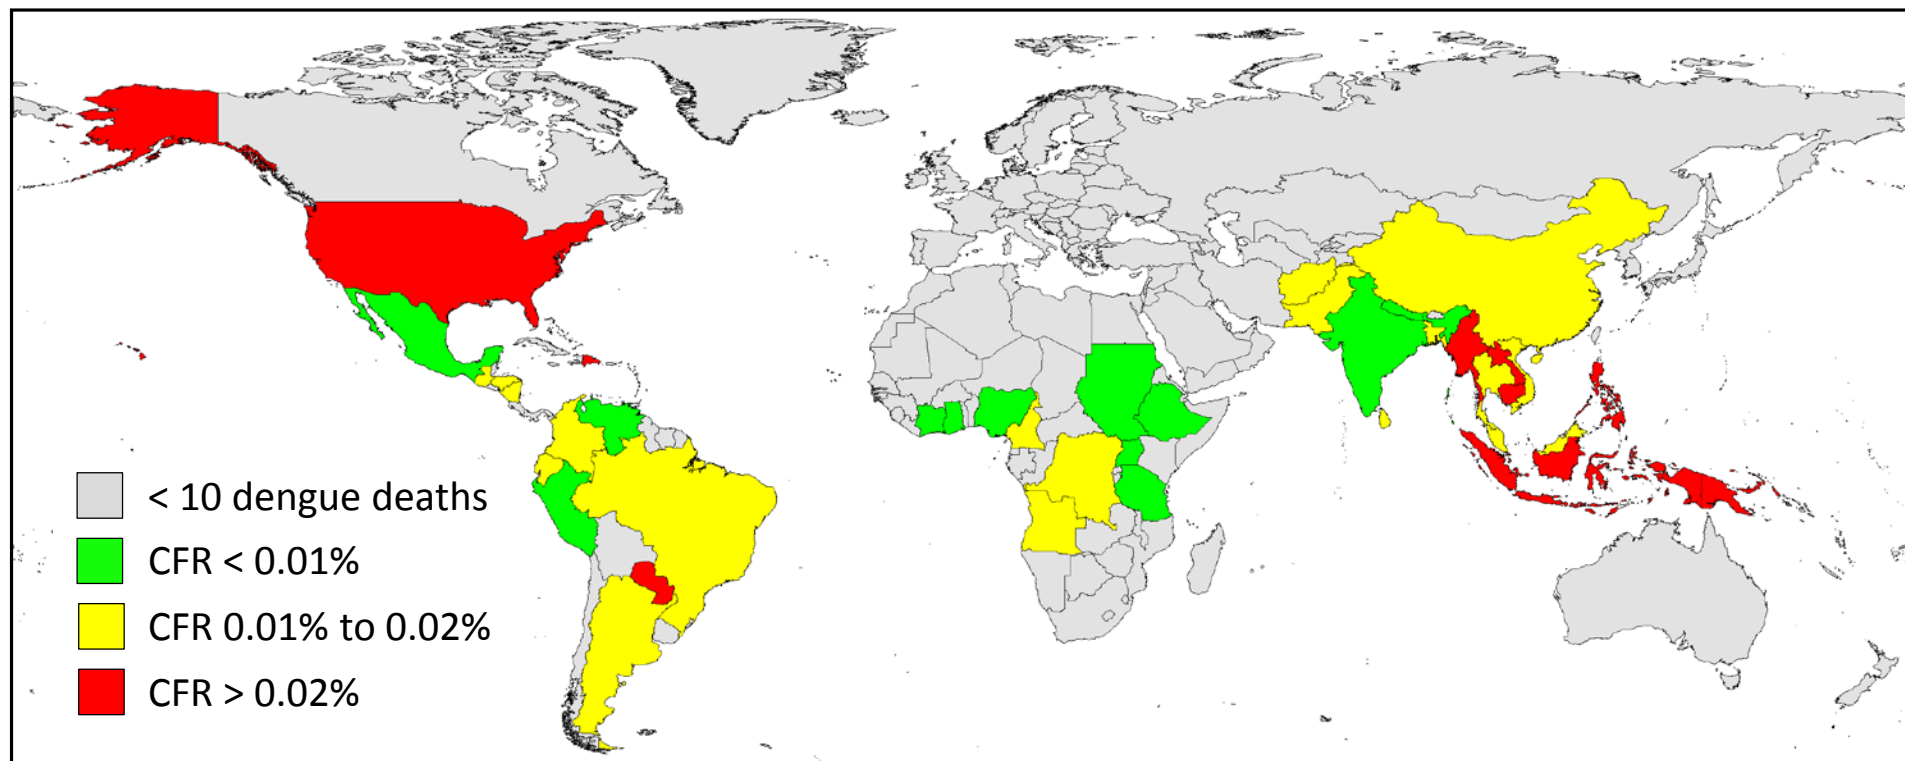 < 10 dengue deaths
CFR < 0.01%
CFR 0.01% to 0.02%
CFR > 0.02%